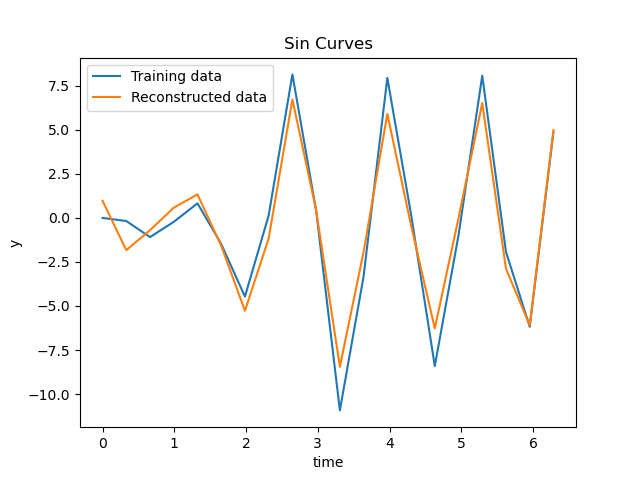 Sin Curves
Training data
Reconstructed data
7.5
5.0
2.5
0.0
−2.5
−5.0
−7.5
−10.0
y
0 1 2 3 4 5 6
time